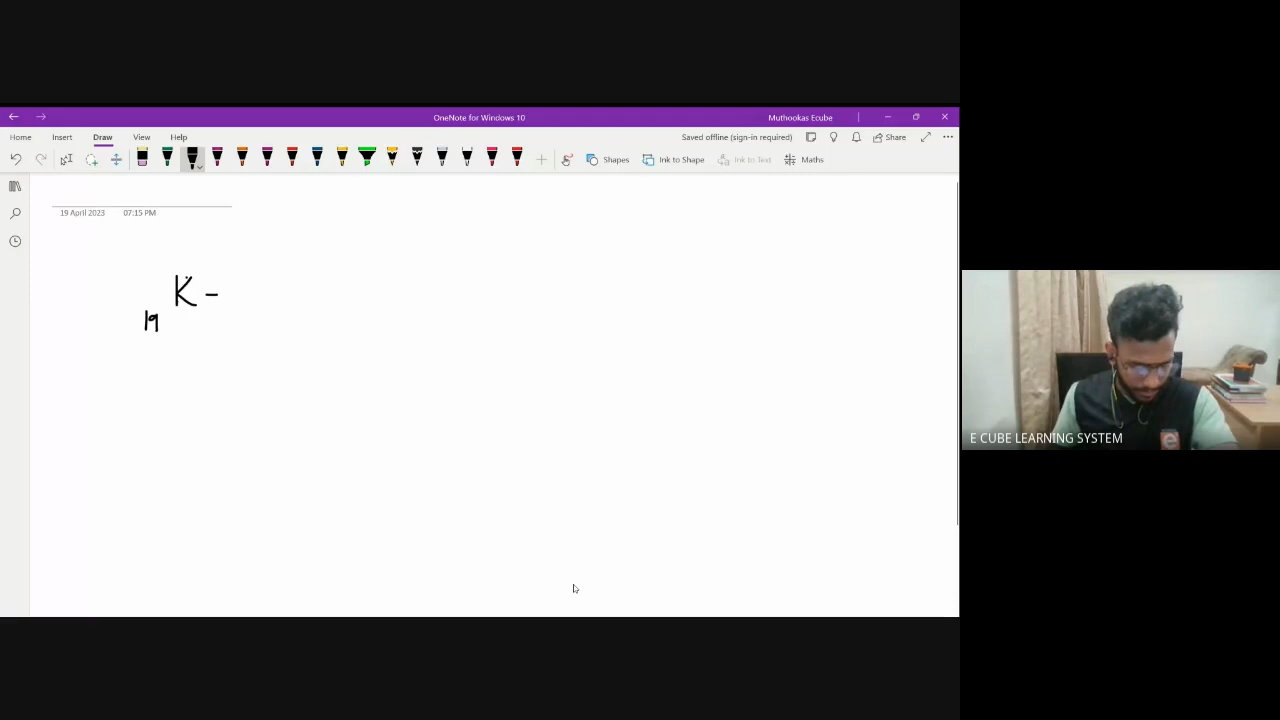 OneNote for Windows 10
Muthookas Ecube
Home Insert Draw View Help
Saved offline (sign-in required)
Share
Shapes
Ink to Shape
Ink to Text
Maths
19 April 2023 07:15 PM
K -
19
E CUBE LEARNING SYSTEM